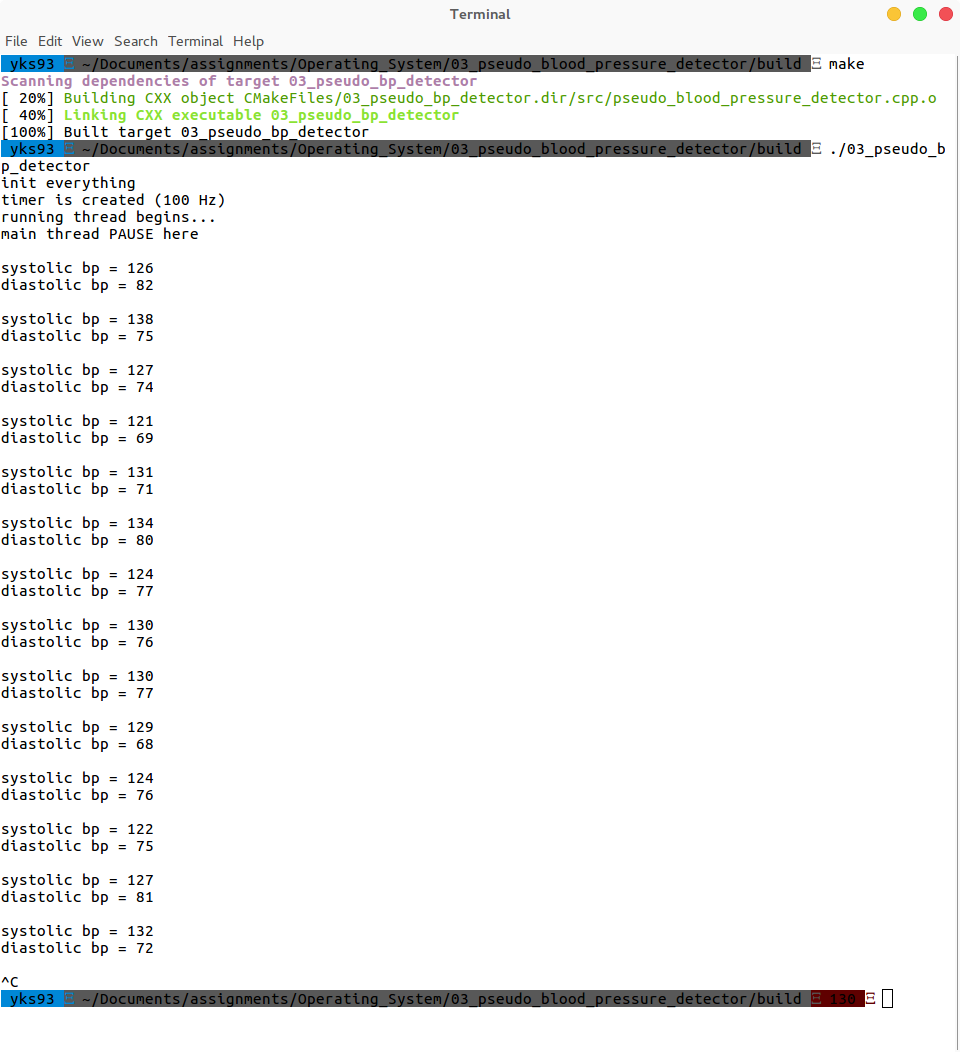 Terminal
File Edit View Search Terminal Help
yks93 Ξ ~/Documents/assignments/Operating_System/03_pseudo_blood_pressure_detector/build Ξ make
Scanning dependencies of target 03_pseudo_bp_detector
[ 20%] Building CXX object CMakeFiles/03_pseudo_bp_detector.dir/src/pseudo_blood_pressure_detector.cpp.o
[ 40%] Linking CXX executable 03_pseudo_bp_detector
[100%] Built target 03_pseudo_bp_detector
yks93 Ξ ~/Documents/assignments/Operating_System/03_pseudo_blood_pressure_detector/build Ξ ./03_pseudo_b
p_detector
init everything
timer is created (100 Hz)
running thread begins...
main thread PAUSE here
systolic bp = 126
diastolic bp = 82
systolic bp = 138
diastolic bp = 75
systolic bp = 127
diastolic bp = 74
systolic bp = 121
diastolic bp = 69
systolic bp = 131
diastolic bp = 71
systolic bp = 134
diastolic bp = 80
systolic bp = 124
diastolic bp = 77
systolic bp = 130
diastolic bp = 76
systolic bp = 130
diastolic bp = 77
systolic bp = 129
diastolic bp = 68
systolic bp = 124
diastolic bp = 76
systolic bp = 122
diastolic bp = 75
systolic bp = 127
diastolic bp = 81
systolic bp = 132
diastolic bp = 72
^C
yks93 Ξ ~/Documents/assignments/Operating_System/03_pseudo_blood_pressure_detector/build Ξ 130 Ξ